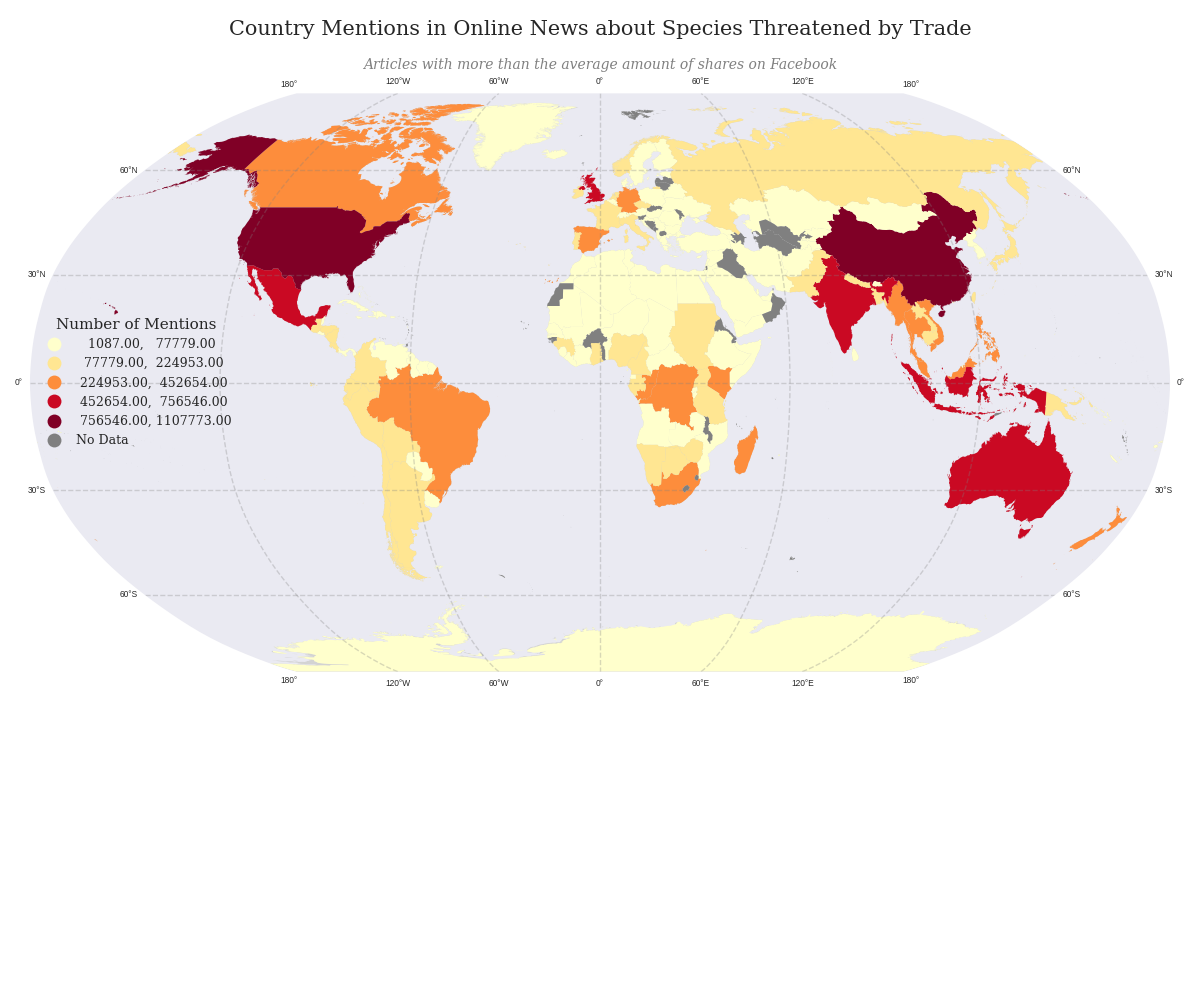 Country Mentions in Online News about Species Threatened by Trade
Articles with more than the average amount of shares on Facebook
180° 120°W 60°W 0° 60°E 120°E 180°
60°N 60°N
30°N 30°N
Number of Mentions
1087.00, 77779.00
77779.00, 224953.00
224953.00, 452654.00
0° 0°
452654.00, 756546.00
756546.00, 1107773.00
No Data
30°S 30°S
60°S 60°S
180° 120°W 60°W 0° 60°E 120°E 180°